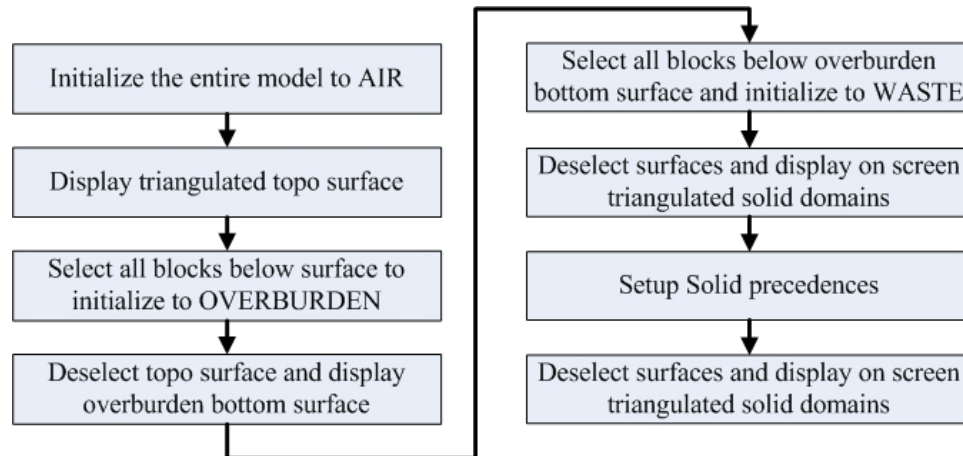 Initialize the entire model to AIR
Display triangulated topo surface
Select all blocks below surface to
initialize to OVERBURDEN
Deselect topo surface and display
overburden bottom surface
Select all blocks below overburden
bottom surface and initialize to WASTE
Deselect surfaces and display on screen
triangulated solid domains
Setup Solid precedences
Deselect surfaces and display on screen
triangulated solid domains